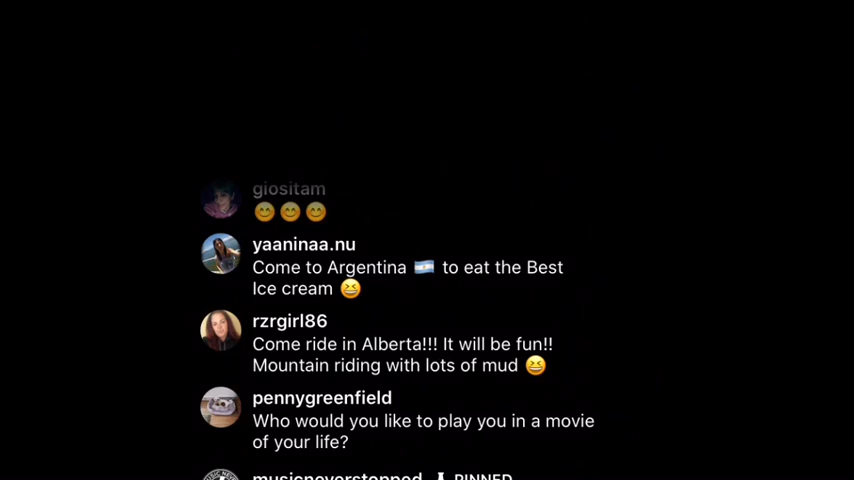 giositam
😊😊😊
yaaninaa.nu
Come to Argentina 🇦🇷 to eat the Best
Ice cream 😆
rzrgirl86
Come ride in Alberta!!! It will be fun!!
Mountain riding with lots of mud 😆
pennygreenfield
Who would you like to play you in a movie
of your life?
musicneverstopped PINNED